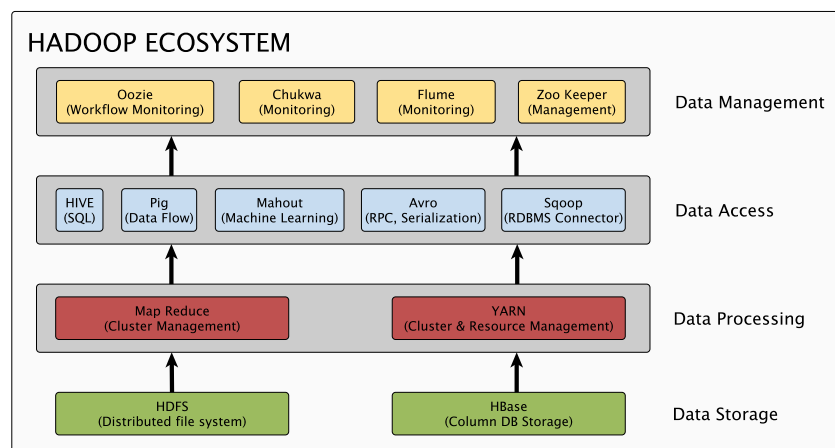 HADOOP ECOSYSTEM
Oozie
(Workflow Monitoring)
Chukwa
(Monitoring)
Flume
(Monitoring)
Zoo Keeper
(Management)
Data Management
HIVE
(SQL)
Pig
(Data Flow)
Mahout
(Machine Learning)
Avro
(RPC, Serialization)
Sqoop
(RDBMS Connector)
Data Access
Map Reduce
(Cluster Management)
YARN
(Cluster & Resource Management)
Data Processing
HDFS
(Distributed file system)
HBase
(Column DB Storage)
Data Storage